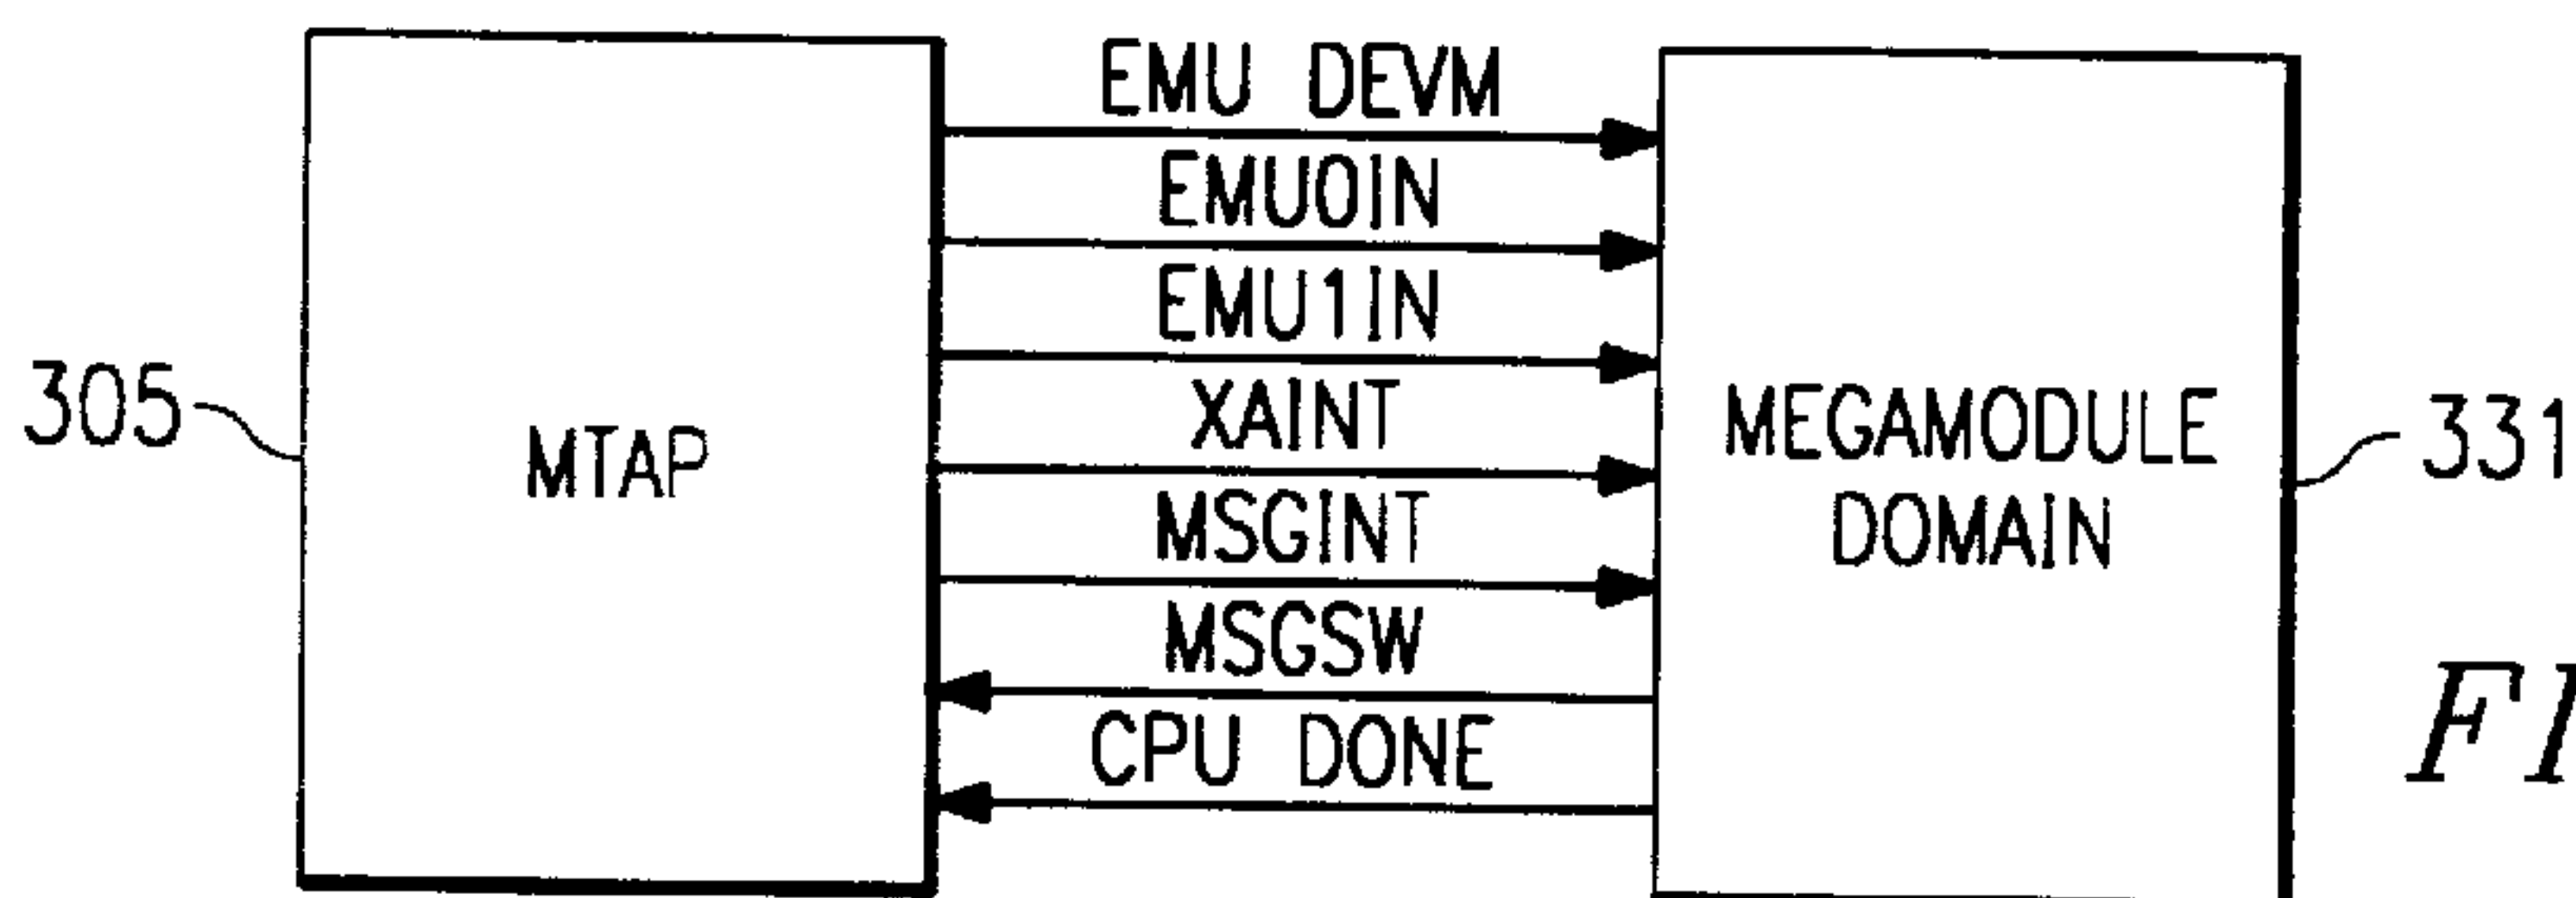 EMU DEVM
EMU0IN
EMU1IN
XAINT
MSGINT
MSGSW
CPU DONE
305
MTAP
MEGAMODULE
DOMAIN
331